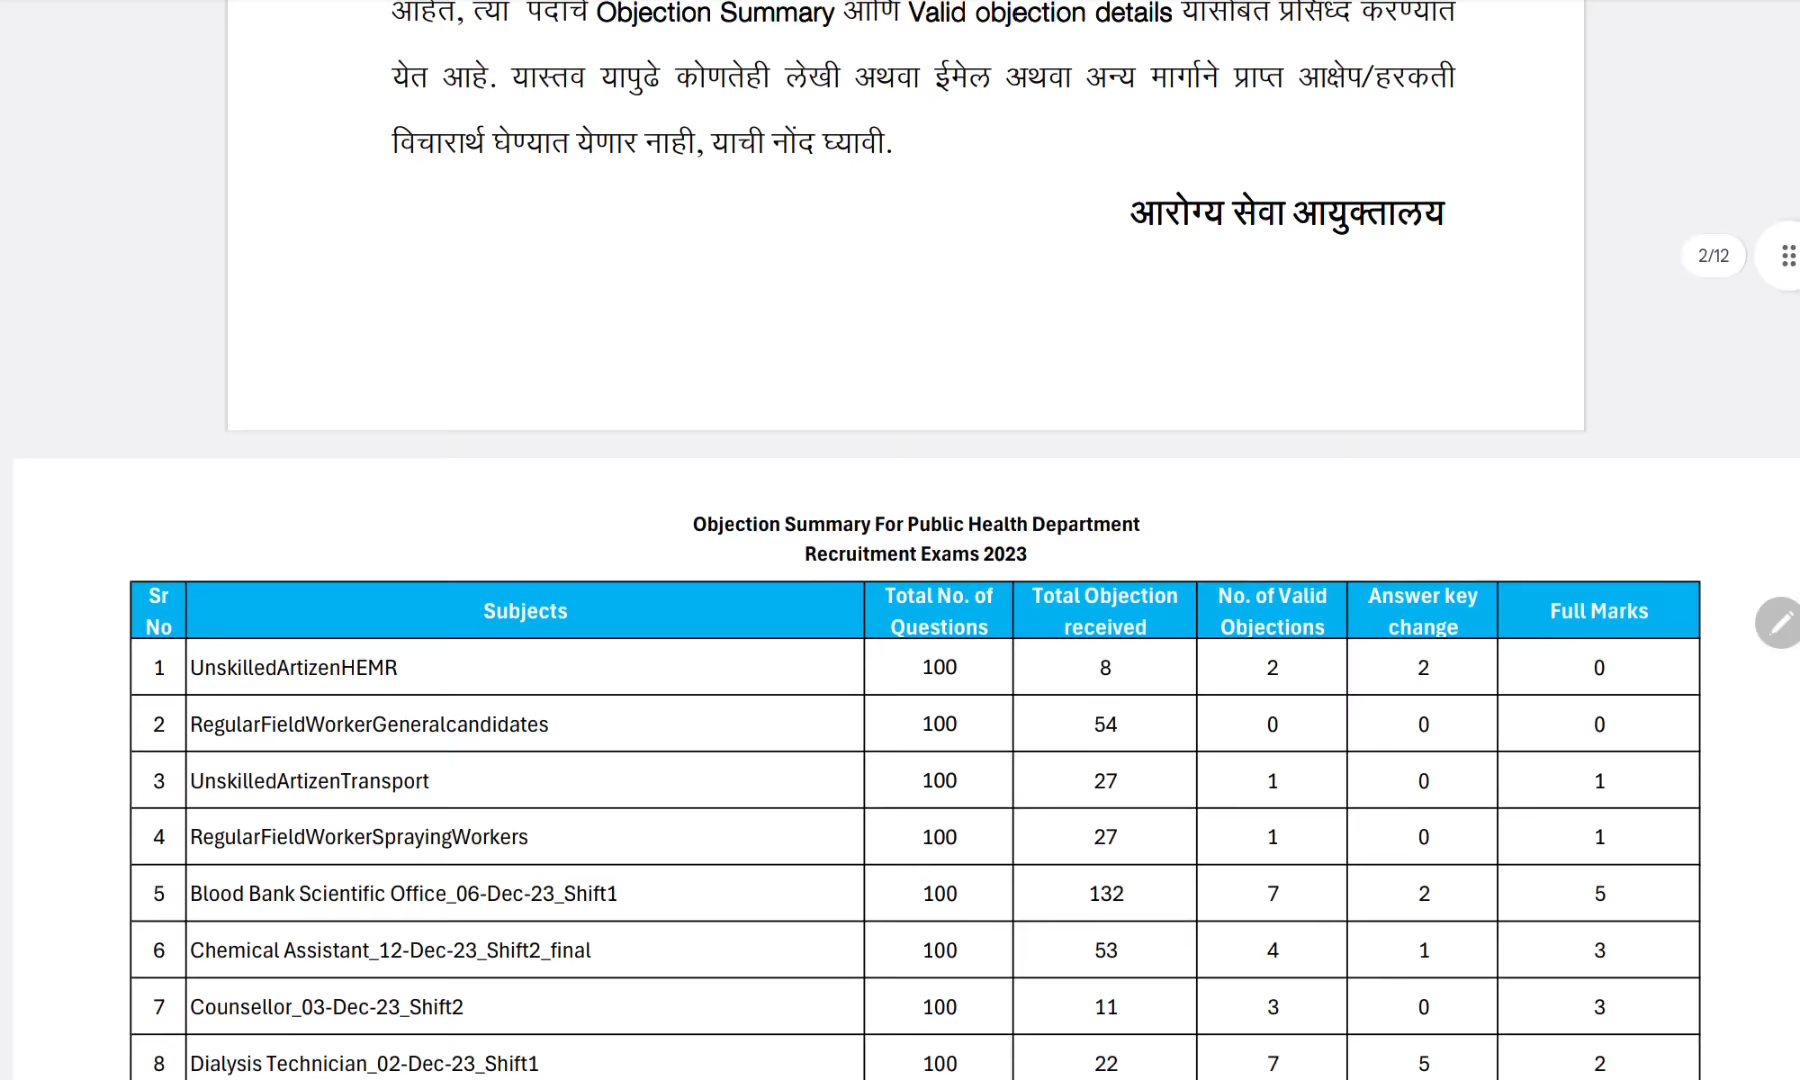 आहेत, त्या पदांचे Objection Summary आणि Valid objection details यासोबत प्रसिध्द करण्यात
येत आहे. यास्तव यापुढे कोणतेही लेखी अथवा ईमेल अथवा अन्य मार्गाने प्राप्त आक्षेप/हरकती
विचारार्थ घेण्यात येणार नाही, याची नोंद घ्यावी.
आरोग्य सेवा आयुक्तालय
2/12
Objection Summary For Public Health Department
Recruitment Exams 2023
Sr No Subjects Total No. of Questions Total Objection received No. of Valid Objections Answer key change Full Marks
1 UnskilledArtizenHEMR 100 8 2 2 0
2 RegularFieldWorkerGeneralcandidates 100 54 0 0 0
3 UnskilledArtizenTransport 100 27 1 0 1
4 RegularFieldWorkerSprayingWorkers 100 27 1 0 1
5 Blood Bank Scientific Office_06-Dec-23_Shift1 100 132 7 2 5
6 Chemical Assistant_12-Dec-23_Shift2_final 100 53 4 1 3
7 Counsellor_03-Dec-23_Shift2 100 11 3 0 3
8 Dialysis Technician_02-Dec-23_Shift1 100 22 7 5 2